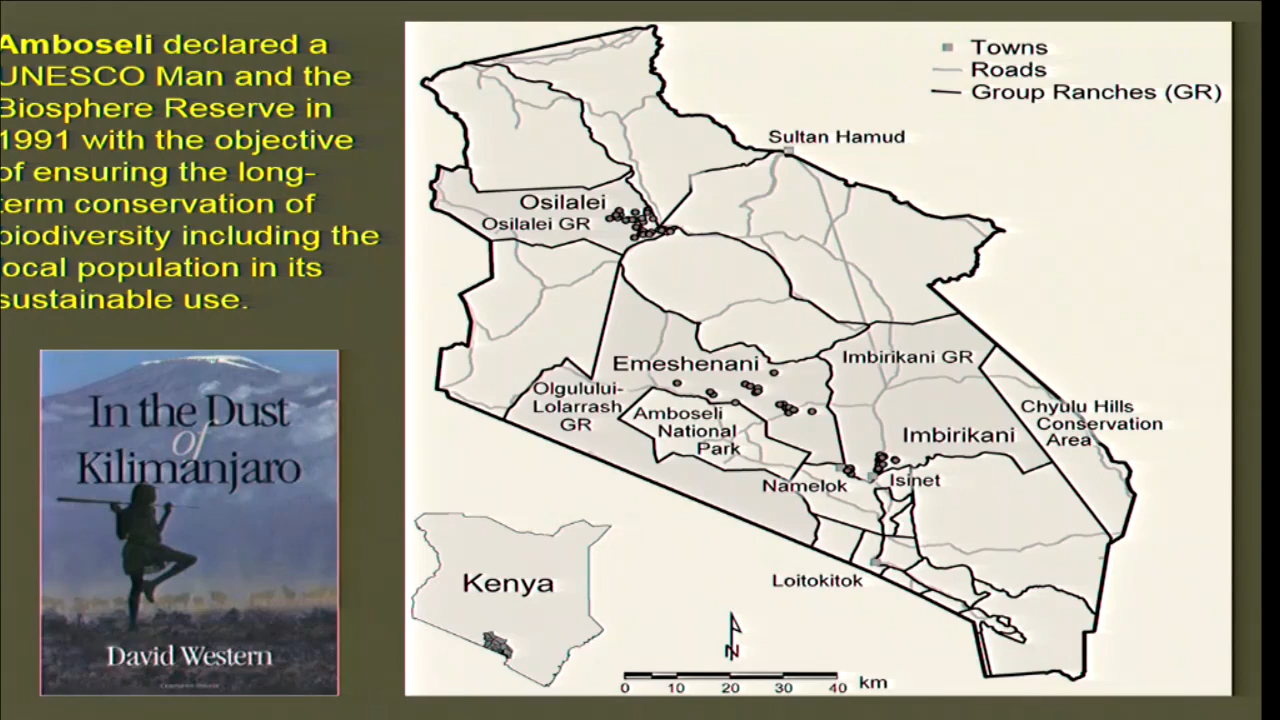 Amboseli declared a
UNESCO Man and the
Biosphere Reserve in
1991 with the objective
of ensuring the long-
term conservation of
biodiversity including the
local population in its
sustainable use.
In the Dust
of
Kilimanjaro
David Western
Towns
Roads
Group Ranches (GR)
Sultan Hamud
Osilalei
Osilalei GR
Emeshenani
Imbirikani GR
Olgulului-
Lolarrash
GR
Amboseli
National
Park
Chyulu Hills
Conservation
Area
Imbirikani
Namelok
Isinet
Loitokitok
Kenya
N
0 10 20 30 40 km